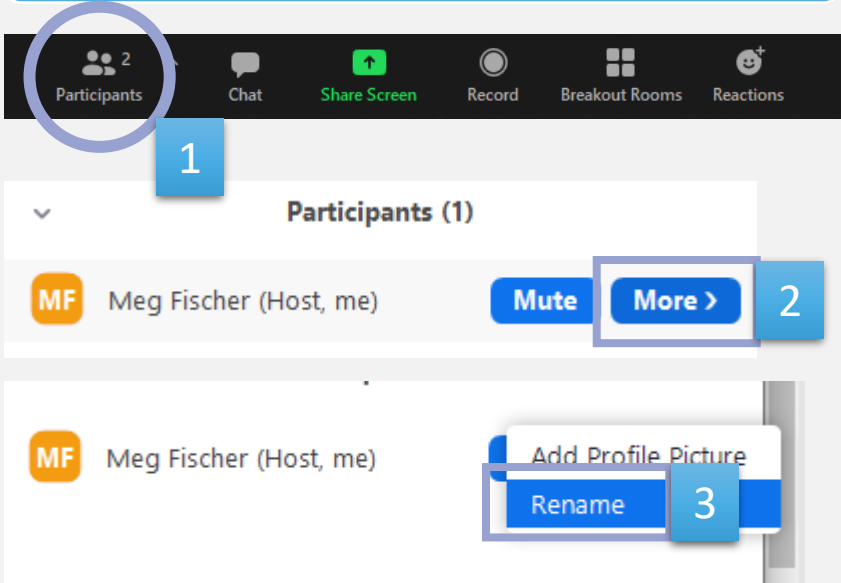 2
Participants
Chat
Share Screen
Record
Breakout Rooms
Reactions
1
Participants (1)
MF
Meg Fischer (Host, me)
Mute
More >
2
MF
Meg Fischer (Host, me)
Add Profile Picture
Rename
3